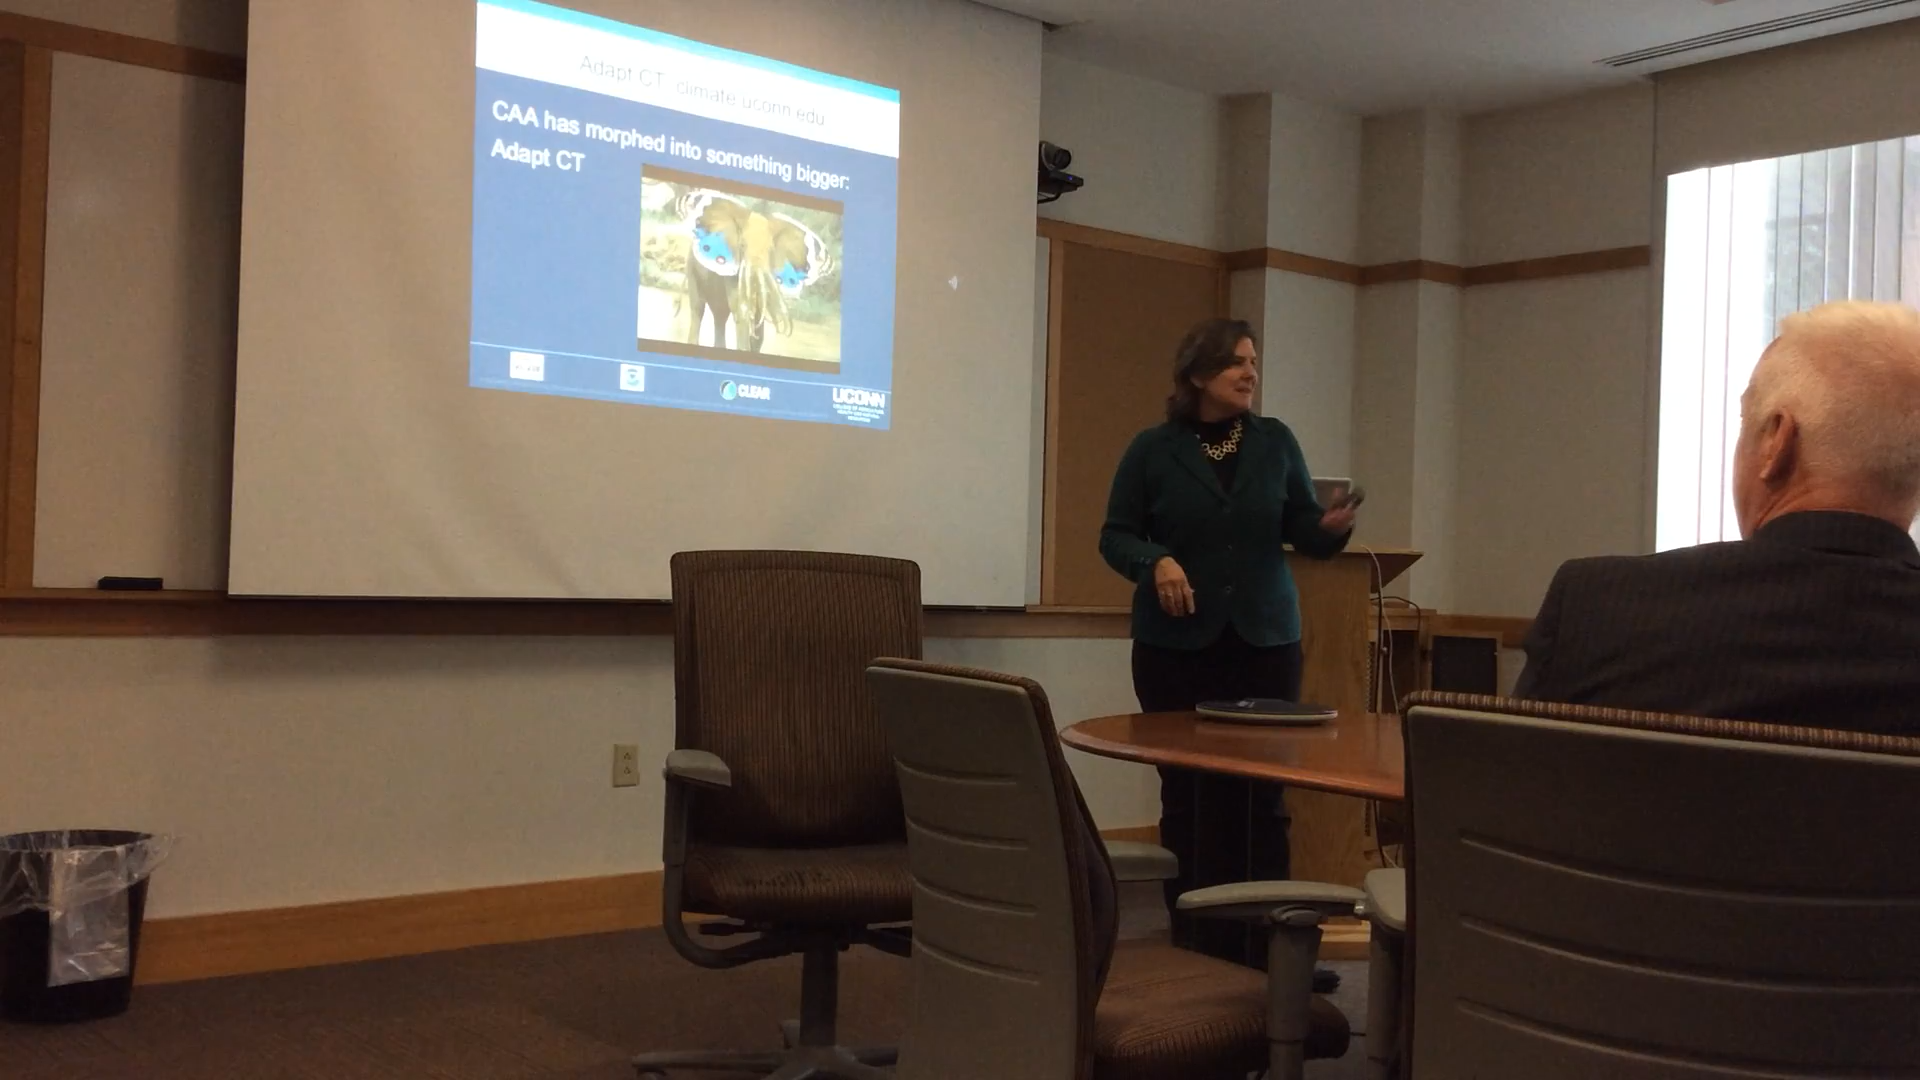 Adapt CT climate.uconn.edu
CAA has morphed into something bigger:
Adapt CT
CLEAR
UCONN